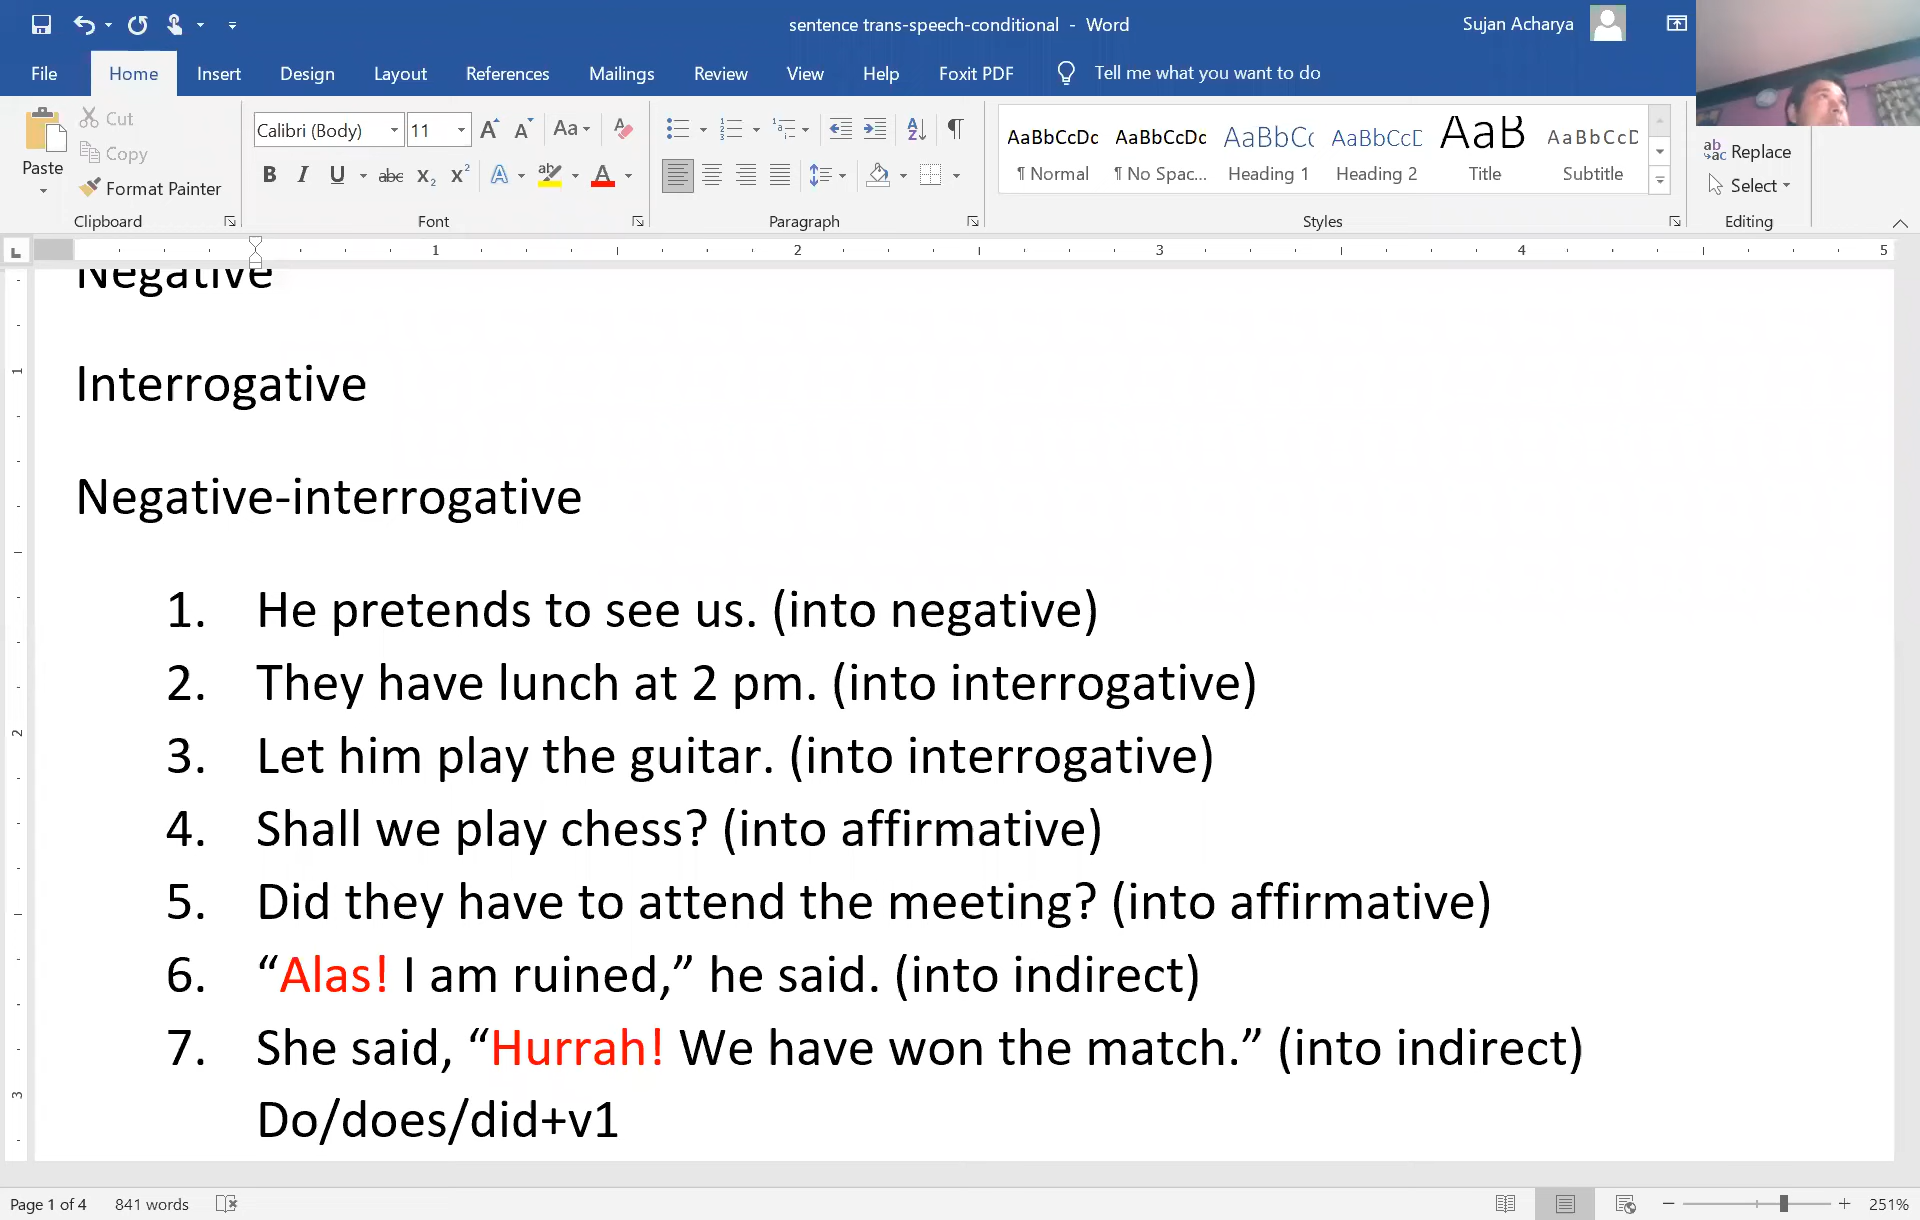 sentence trans-speech-conditional - Word
Sujan Acharya
File Home Insert Design Layout References Mailings Review View Help Foxit PDF Tell me what you want to do
Paste
Cut
Copy
Format Painter
Clipboard
Calibri (Body) 11
Font
Paragraph
AaBbCcDc AaBbCcDc AaBbCc AaBbCcD AaB AaBbCcD
¶ Normal ¶ No Spac... Heading 1 Heading 2 Title Subtitle
Styles
Replace
Select
Editing
1 2 3 4 5
Negative
Interrogative
Negative-interrogative
1. He pretends to see us. (into negative)
2. They have lunch at 2 pm. (into interrogative)
3. Let him play the guitar. (into interrogative)
4. Shall we play chess? (into affirmative)
5. Did they have to attend the meeting? (into affirmative)
6. “Alas! I am ruined,” he said. (into indirect)
7. She said, “Hurrah! We have won the match.” (into indirect)
Do/does/did+v1
Page 1 of 4 841 words 251%